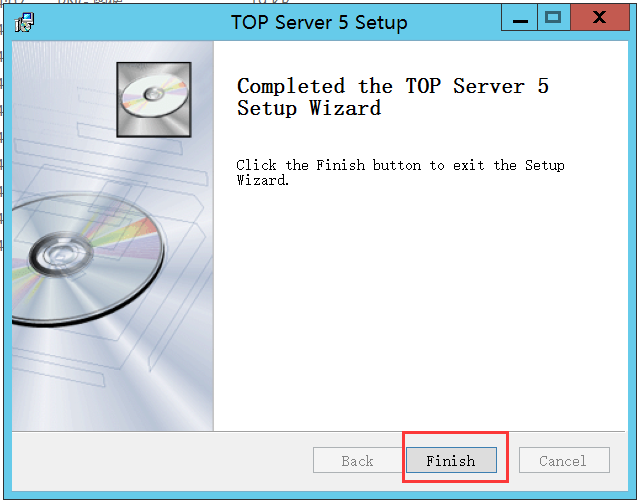 TOP Server 5 Setup
Completed the TOP Server 5
Setup Wizard
Click the Finish button to exit the Setup
Wizard.
Back
Finish
Cancel